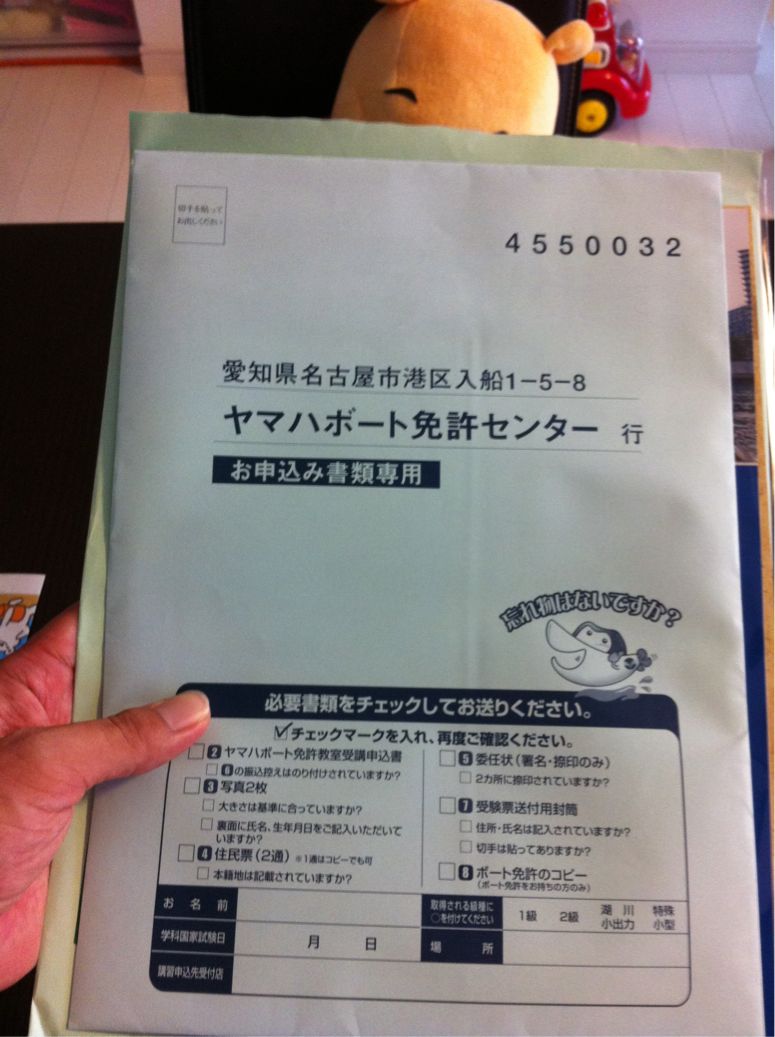 切手を貼って
お出しください
4550032
愛知県名古屋市港区入船1-5-8
ヤマハボート免許センター 行
お申込み書類専用
忘れ物はないですか?
必要書類をチェックしてお送りください。
チェックマークを入れ、再度ご確認ください。
2 ヤマハボート免許教室受講申込書
6の振込控えはのり付けされていますか?
3 写真2枚
大きさは基準に合っていますか?
裏面に氏名、生年月日をご記入いただいて
いますか?
4 住民票(2通) ※1通はコピーでも可
本籍地は記載されていますか?
5 委任状(署名・捺印のみ)
2カ所に捺印されていますか?
7 受験票送付用封筒
住所・氏名は記入されていますか?
切手は貼ってありますか?
8 ボート免許のコピー
(ボート免許をお持ちの方のみ)
お名前
取得される級種に
○を付けてください
1級 2級 湖川小出力 特殊小型
学科国家試験日 月 日
場所
講習申込先受付店